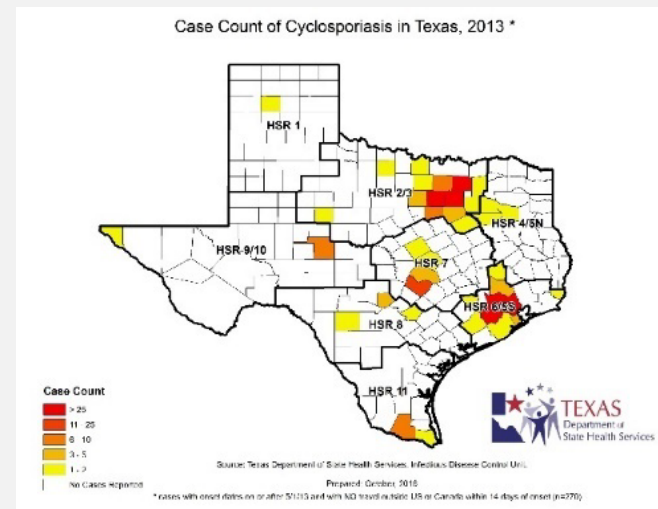 Case Count of Cyclosporiasis in Texas, 2013 *
HSR 1
HSR 2/3
HSR 4/5N
HSR 9/10
HSR 7
HSR 6/5S
HSR 8
HSR 11
Case Count
> 25
11 - 25
6 - 10
3 - 5
1 - 2
No Cases Reported
TEXAS
Department of
State Health Services
Source: Texas Department of State Health Services, Infectious Disease Control Unit.
Prepared: October, 2016
* cases with onset dates on or after 5/1/13 and with NO travel outside US or Canada within 14 days of onset (n=270)